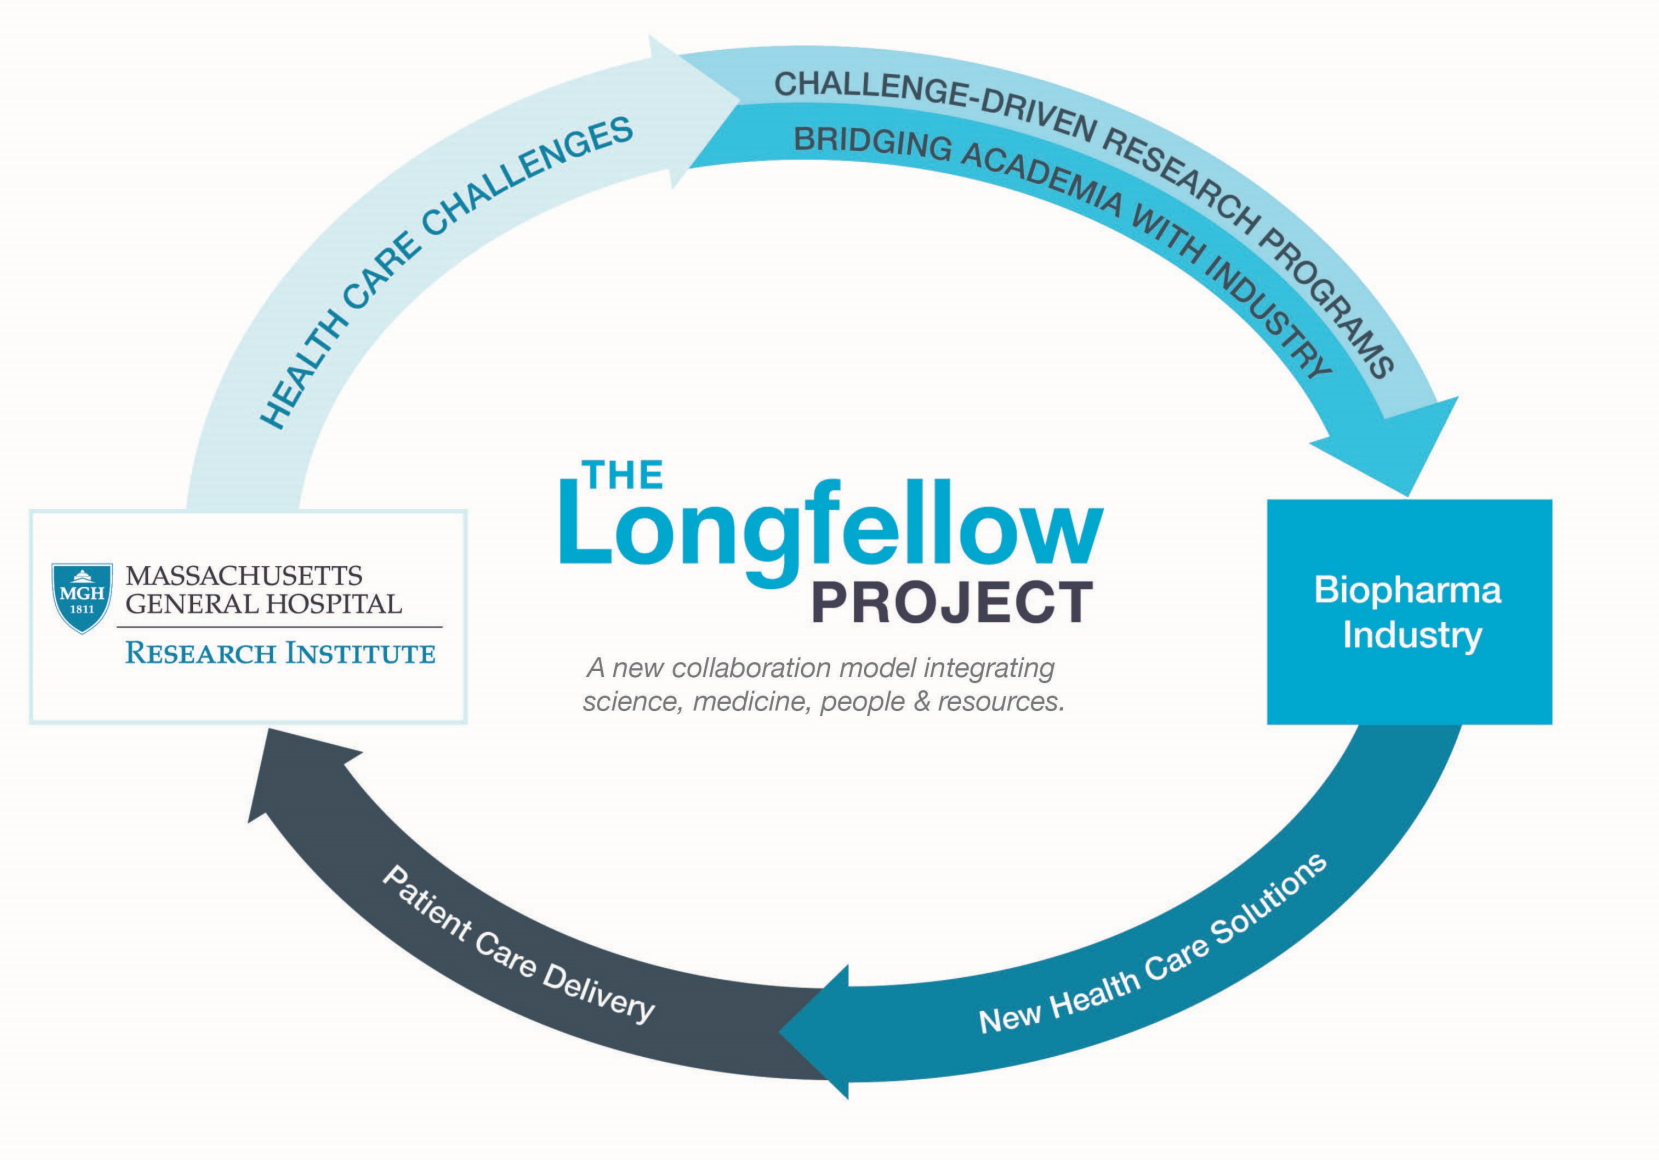 HEALTH CARE CHALLENGES
CHALLENGE-DRIVEN RESEARCH PROGRAMS
BRIDGING ACADEMIA WITH INDUSTRY
THE
Longfellow
PROJECT
A new collaboration model integrating
science, medicine, people & resources.
MGH
1811
MASSACHUSETTS
GENERAL HOSPITAL
RESEARCH INSTITUTE
Biopharma
Industry
New Health Care Solutions
Patient Care Delivery